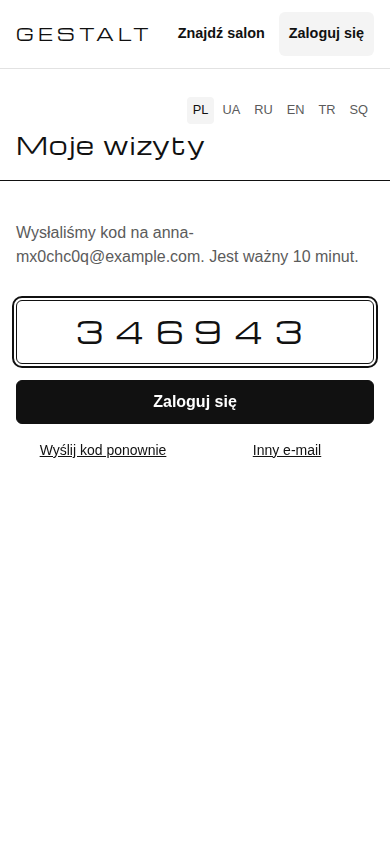 GESTALT Znajdź salon Zaloguj się
PL UA RU EN TR SQ
Moje wizyty
Wysłaliśmy kod na anna-
mx0chc0q@example.com. Jest ważny 10 minut.
346943
Zaloguj się
Wyślij kod ponownie Inny e-mail